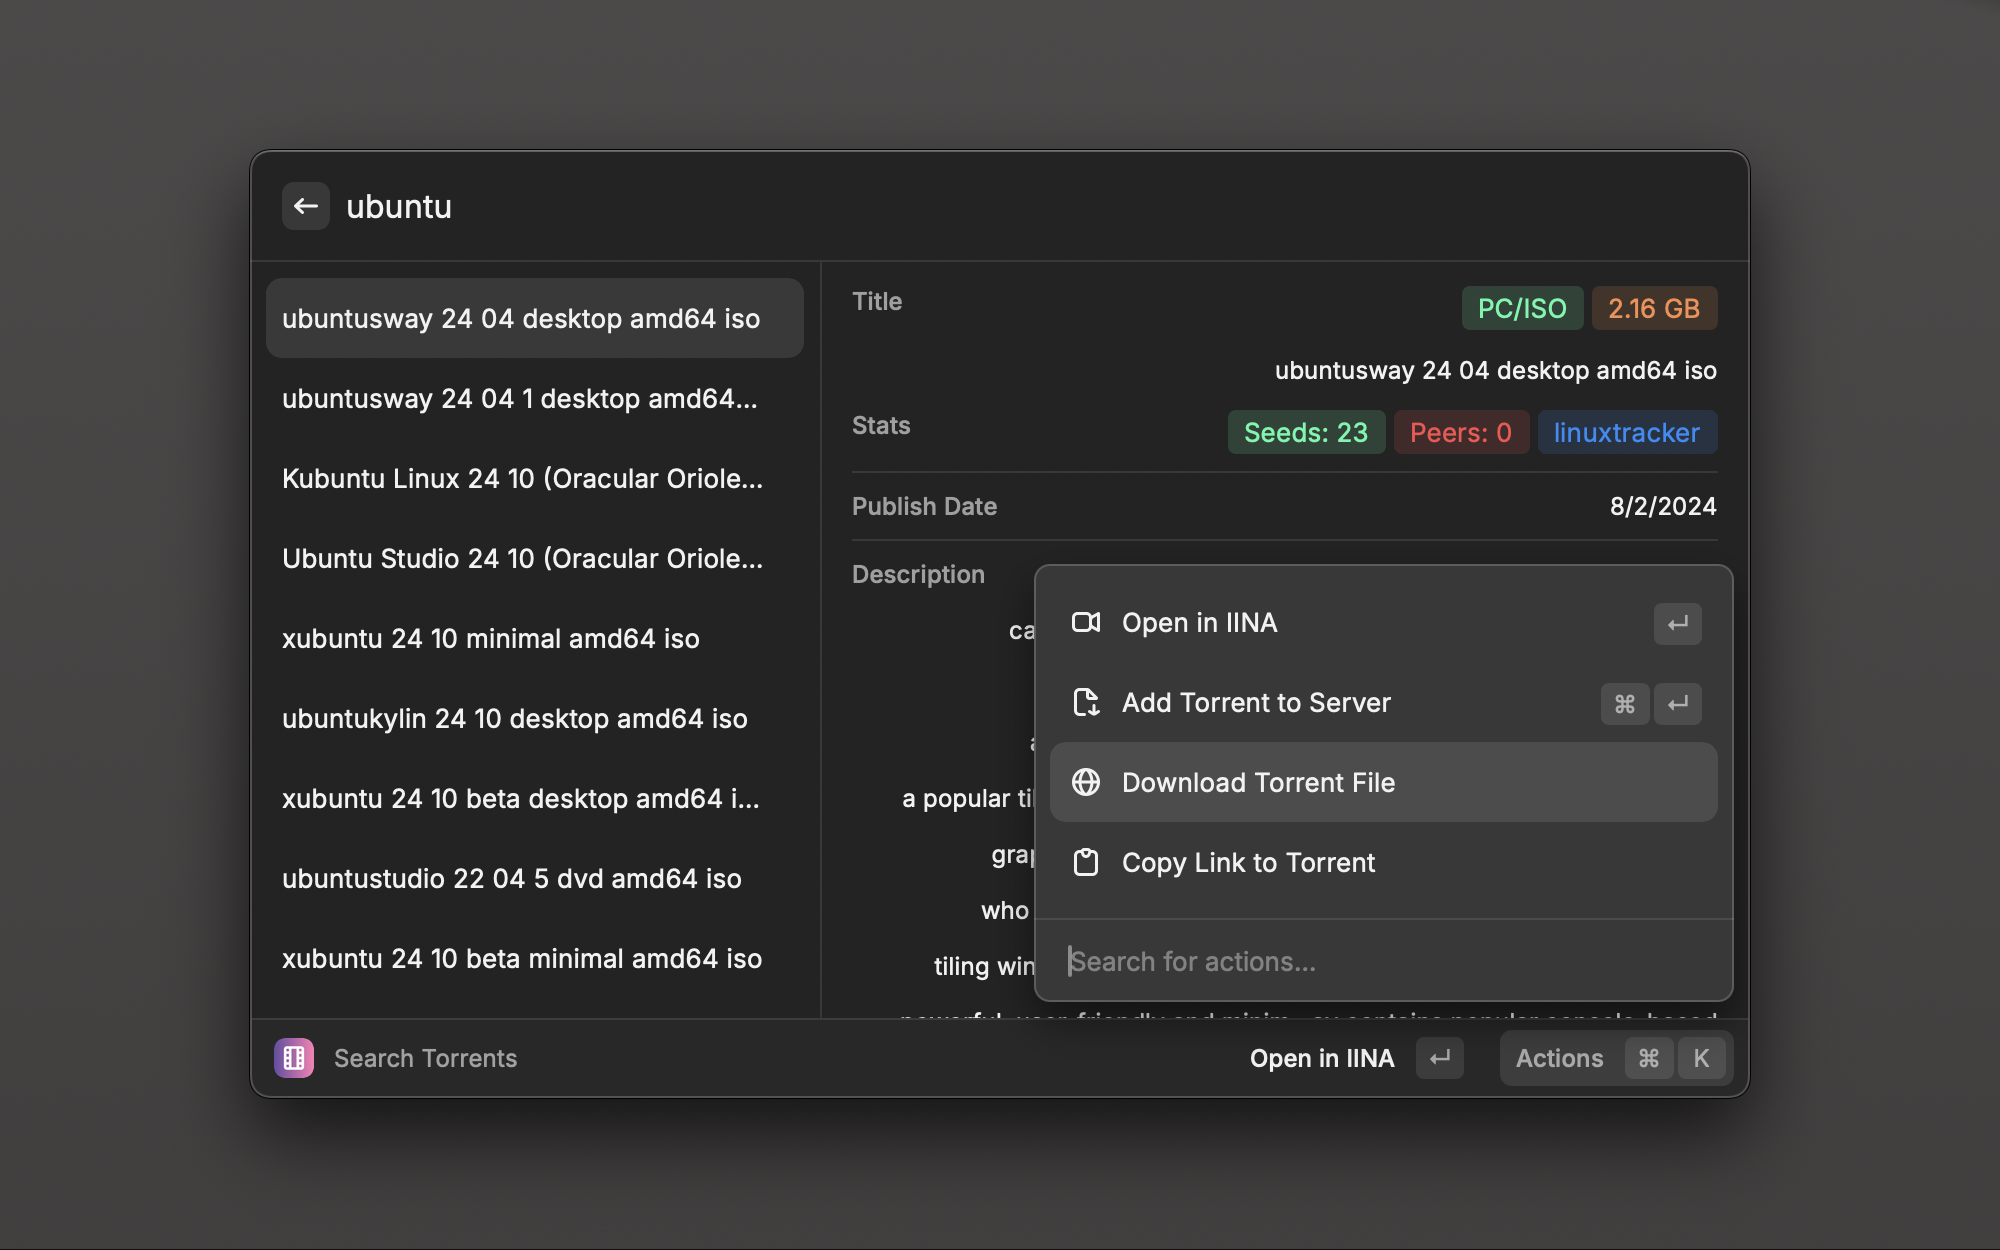 ubuntu
ubuntusway 24 04 desktop amd64 iso
ubuntusway 24 04 1 desktop amd64...
Kubuntu Linux 24 10 (Oracular Oriole...
Ubuntu Studio 24 10 (Oracular Oriole...
xubuntu 24 10 minimal amd64 iso
ubuntukylin 24 10 desktop amd64 iso
xubuntu 24 10 beta desktop amd64 i...
ubuntustudio 22 04 5 dvd amd64 iso
xubuntu 24 10 beta minimal amd64 iso
Title PC/ISO 2.16 GB
ubuntusway 24 04 desktop amd64 iso
Stats Seeds: 23 Peers: 0 linuxtracker
Publish Date 8/2/2024
Description
a popular
who
tiling
Open in IINA
Add Torrent to Server ⌘
Download Torrent File
Copy Link to Torrent
Search for actions...
Search Torrents Open in IINA Actions ⌘ K